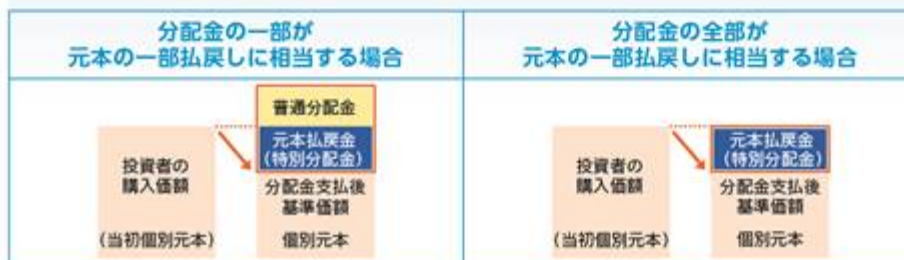 分配金の一部が
元本の一部払戻しに相当する場合
普通分配金
元本払戻金
(特別分配金)
投資者の
購入価額
分配金支払後
基準価額
(当初個別元本)
個別元本
分配金の全部が
元本の一部払戻しに相当する場合
元本払戻金
(特別分配金)
投資者の
購入価額
分配金支払後
基準価額
(当初個別元本)
個別元本